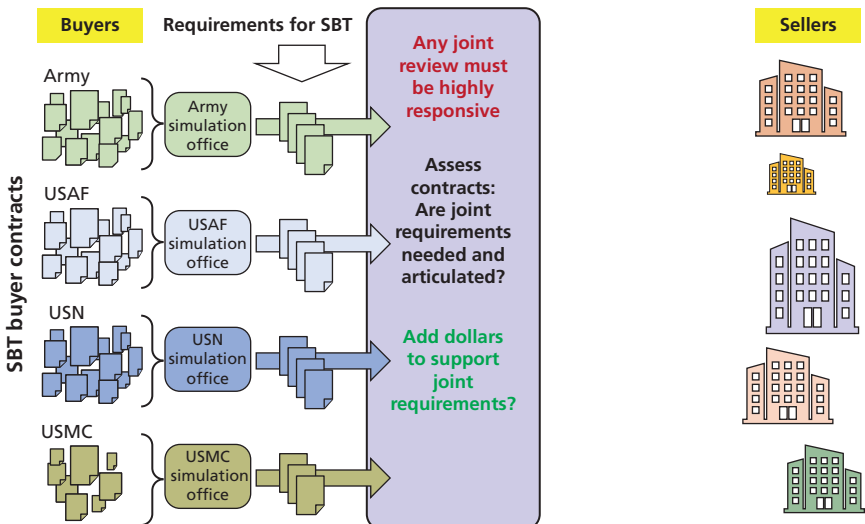 Buyers
Requirements for SBT
Sellers
SBT buyer contracts
Army
Army
simulation
office
USAF
USAF
simulation
office
USN
USN
simulation
office
USMC
USMC
simulation
office
Any joint
review must
be highly
responsive
Assess
contracts:
Are joint
requirements
needed and
articulated?
Add dollars
to support
joint
requirements?